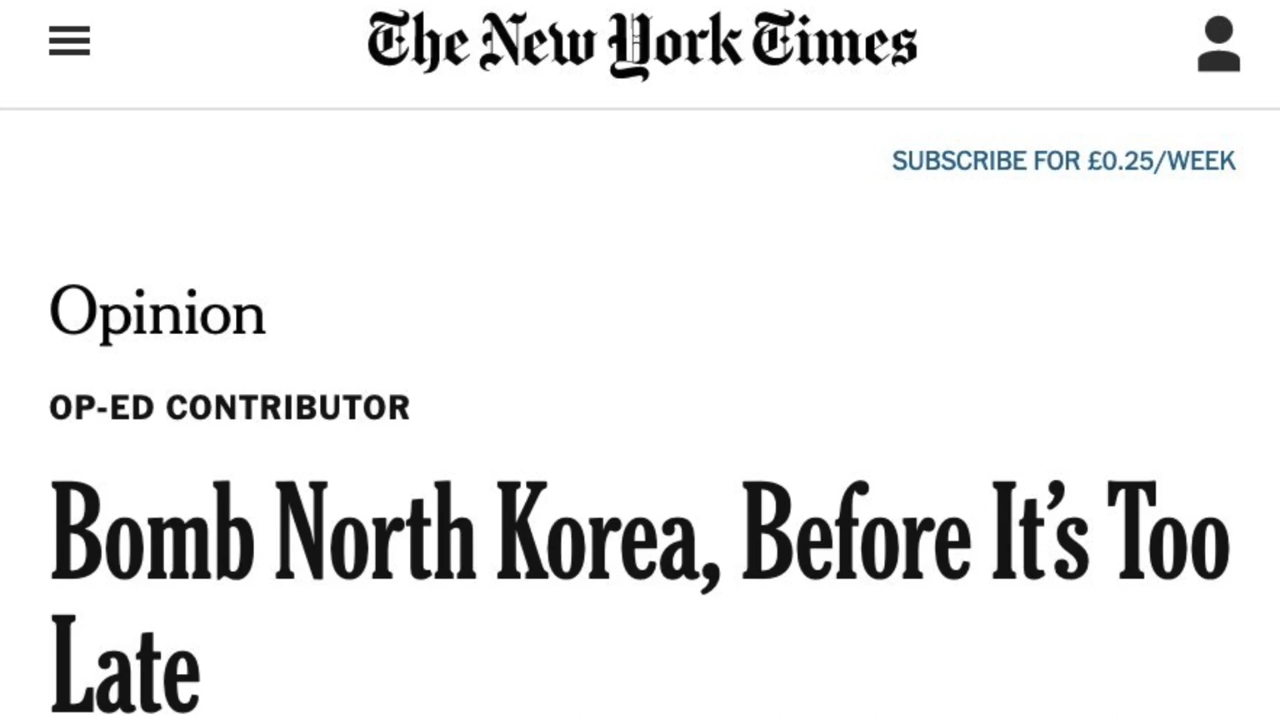 The New York Times
SUBSCRIBE FOR £0.25/WEEK
Opinion
OP-ED CONTRIBUTOR
Bomb North Korea, Before It’s Too
Late